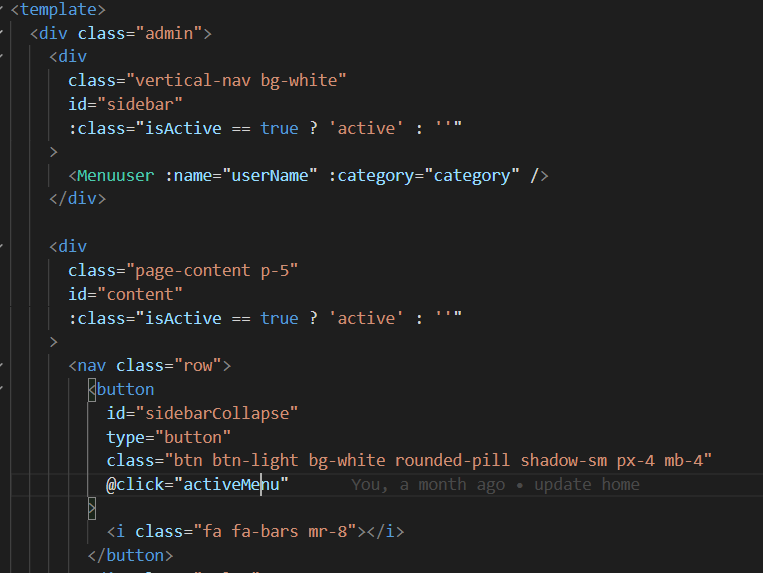 <template>
<div class="admin">
<div
class="vertical-nav bg-white"
id="sidebar"
:class="isActive == true ? 'active' : ''"
>
<Menuuser :name="userName" :category="category" />
</div>
<div
class="page-content p-5"
id="content"
:class="isActive == true ? 'active' : ''"
>
<nav class="row">
<button
id="sidebarCollapse"
type="button"
class="btn btn-light bg-white rounded-pill shadow-sm px-4 mb-4"
@click="activeMenu" You, a month ago • update home
>
<i class="fa fa-bars mr-8"></i>
</button>